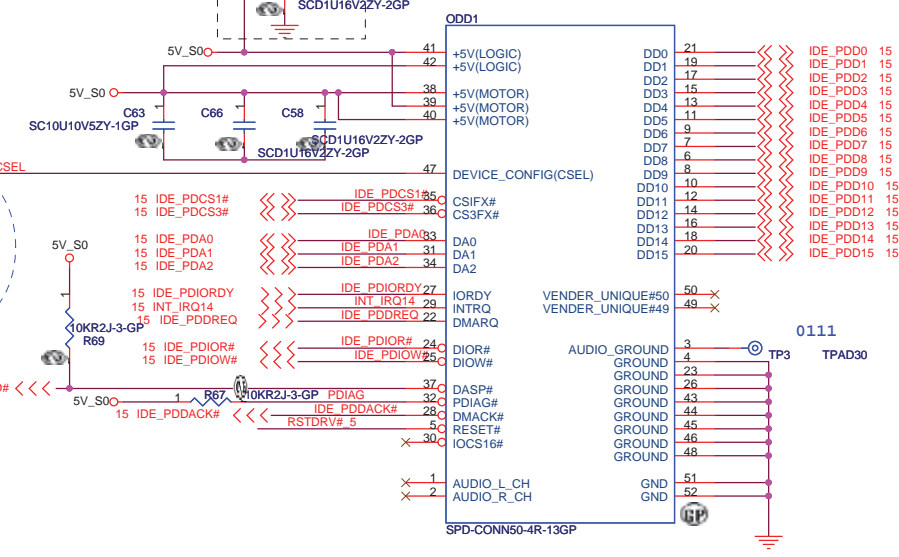 SCD1U16V2ZY-2GP
ODD1
5V_S0
41 +5V(LOGIC)
42 +5V(LOGIC)
5V_S0
38 +5V(MOTOR)
39 +5V(MOTOR)
40 +5V(MOTOR)
1 C63
SC10U10V5ZY-1GP
1 C66
SCD1U16V2ZY-2GP
1 C58
SCD1U16V2ZY-2GP
CSEL
47 DEVICE_CONFIG(CSEL)
15 IDE_PDCS1# IDE_PDCS1# 35 CSIFX#
15 IDE_PDCS3# IDE_PDCS3# 36 CS3FX#
15 IDE_PDA0 IDE_PDA0 33 DA0
15 IDE_PDA1 IDE_PDA1 31 DA1
15 IDE_PDA2 IDE_PDA2 34 DA2
15 IDE_PDIORDY IDE_PDIORDY 27 IORDY
15 INT_IRQ14 INT_IRQ14 29 INTRQ
15 IDE_PDDREQ IDE_PDDREQ 22 DMARQ
15 IDE_PDIOR# IDE_PDIOR# 24 DIOR#
15 IDE_PDIOW# IDE_PDIOW# 25 DIOW#
5V_S0
1
10KR2J-3-GP
R69
37 DASP#
5V_S0 1 R67 10KR2J-3-GP PDIAG 32 PDIAG#
15 IDE_PDDACK# IDE_PDDACK# 28 DMACK#
RSTDRV#_5 5 RESET#
30 IOCS16#
1 AUDIO_L_CH
2 AUDIO_R_CH
DD0 21 IDE_PDD0 15
DD1 19 IDE_PDD1 15
DD2 17 IDE_PDD2 15
DD3 15 IDE_PDD3 15
DD4 13 IDE_PDD4 15
DD5 11 IDE_PDD5 15
DD6 9 IDE_PDD6 15
DD7 7 IDE_PDD7 15
DD8 6 IDE_PDD8 15
DD9 8 IDE_PDD9 15
DD10 10 IDE_PDD10 15
DD11 12 IDE_PDD11 15
DD12 14 IDE_PDD12 15
DD13 16 IDE_PDD13 15
DD14 18 IDE_PDD14 15
DD15 20 IDE_PDD15 15
VENDER_UNIQUE#50 50
VENDER_UNIQUE#49 49
0111
AUDIO_GROUND 3 TP3 TPAD30
GROUND 4
GROUND 23
GROUND 26
GROUND 43
GROUND 44
GROUND 45
GROUND 46
GROUND 48
GND 51
GND 52
GP
SPD-CONN50-4R-13GP